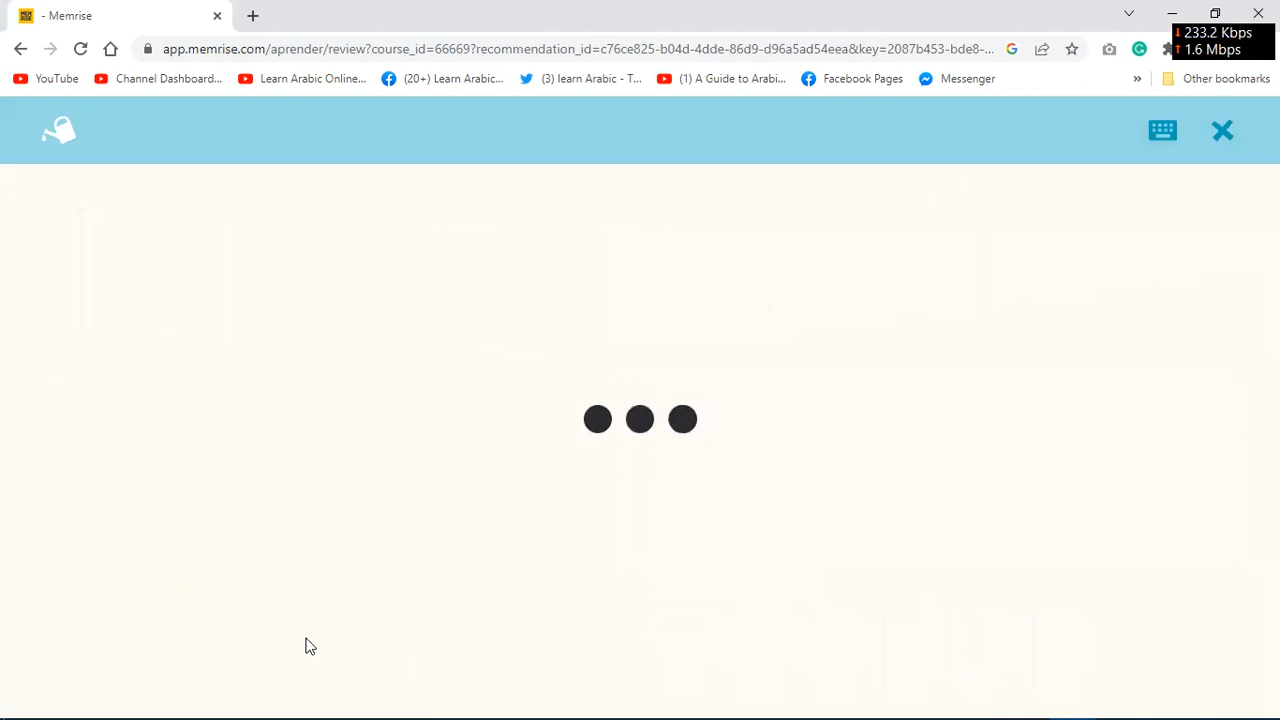 - Memrise
app.memrise.com/aprender/review?course_id=66669?recommendation_id=c76ce825-b04d-4dde-86d9-d96a5ad54eea&key=2087b453-bde8-...
233.2 Kbps
1.6 Mbps
YouTube
Channel Dashboard...
Learn Arabic Online...
(20+) Learn Arabic...
(3) learn Arabic - T...
(1) A Guide to Arabi...
Facebook Pages
Messenger
»
Other bookmarks